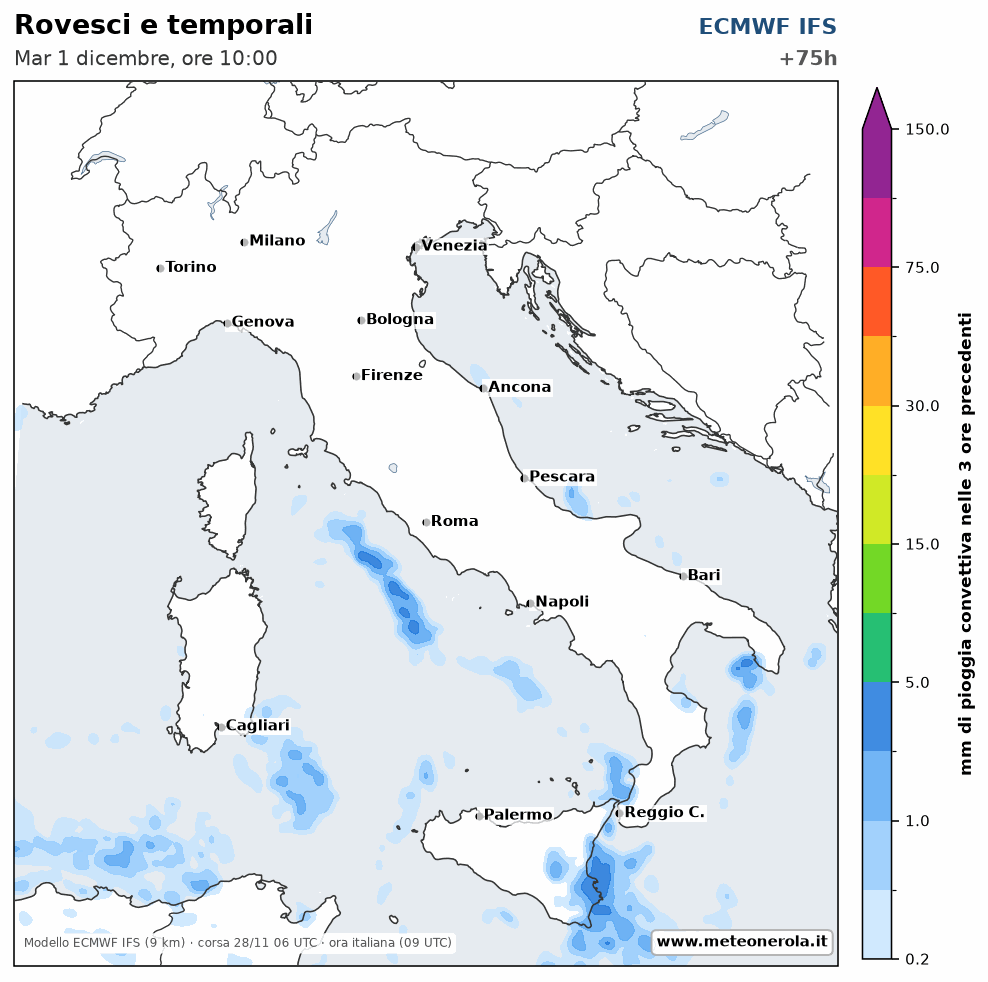 Rovesci e temporali
ECMWF IFS
Mar 1 dicembre, ore 10:00
+75h
150.0
75.0
30.0
15.0
5.0
1.0
0.2
mm di pioggia convettiva nelle 3 ore precedenti
Milano
Venezia
Torino
Genova
Bologna
Firenze
Ancona
Pescara
Roma
Bari
Napoli
Cagliari
Palermo
Reggio C.
Modello ECMWF IFS (9 km) · corsa 28/11 06 UTC · ora italiana (09 UTC)
www.meteonerola.it